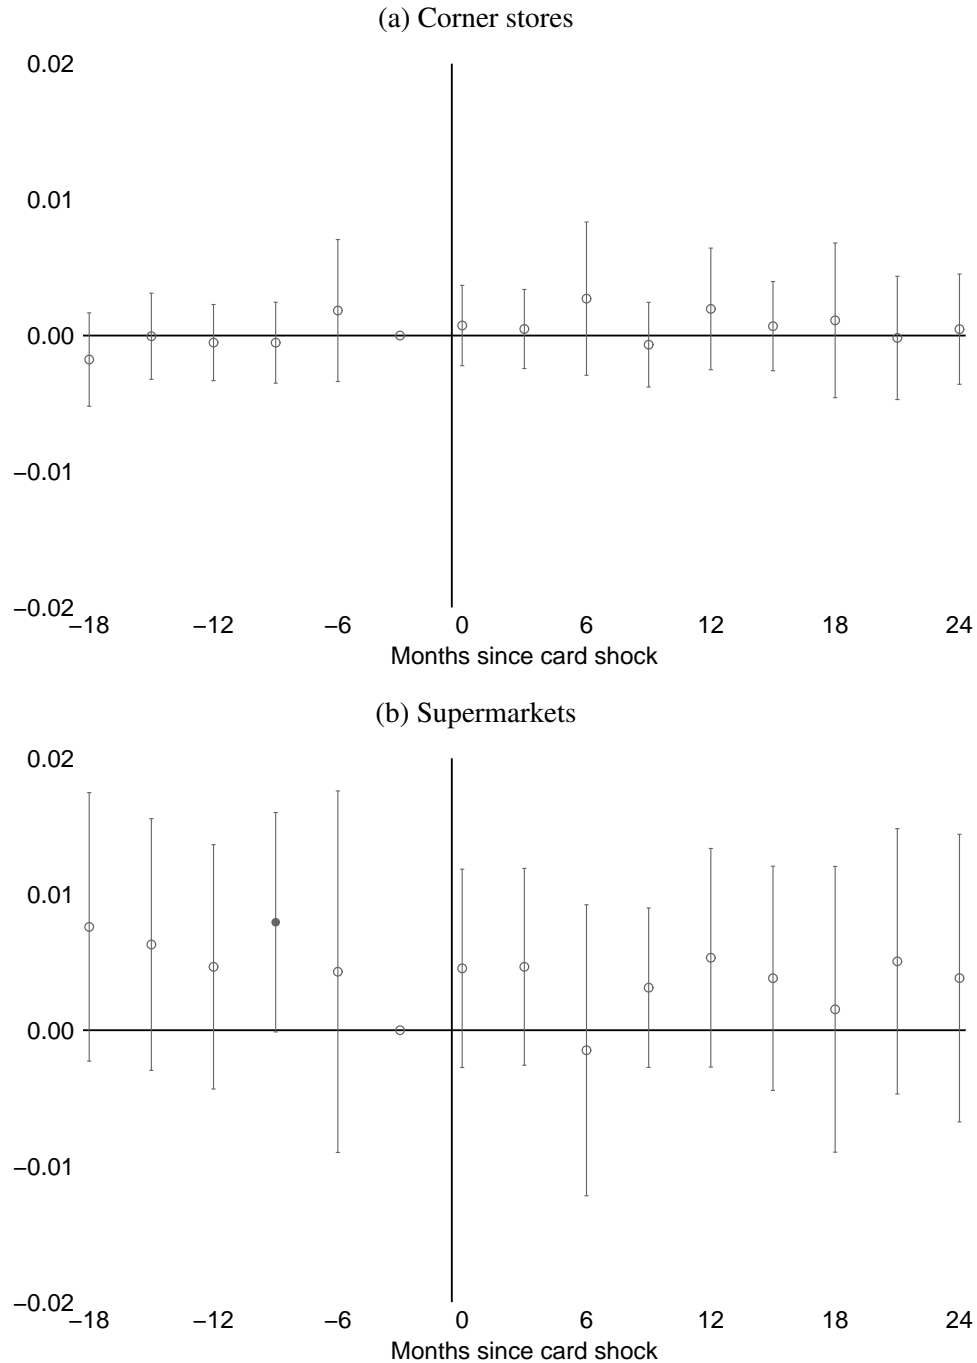 (a) Corner stores
0.02
0.01
0.00
−0.01
−0.02
−18 −12 −6 0 6 12 18 24
Months since card shock
(b) Supermarkets
0.02
0.01
0.00
−0.01
−0.02
−18 −12 −6 0 6 12 18 24
Months since card shock